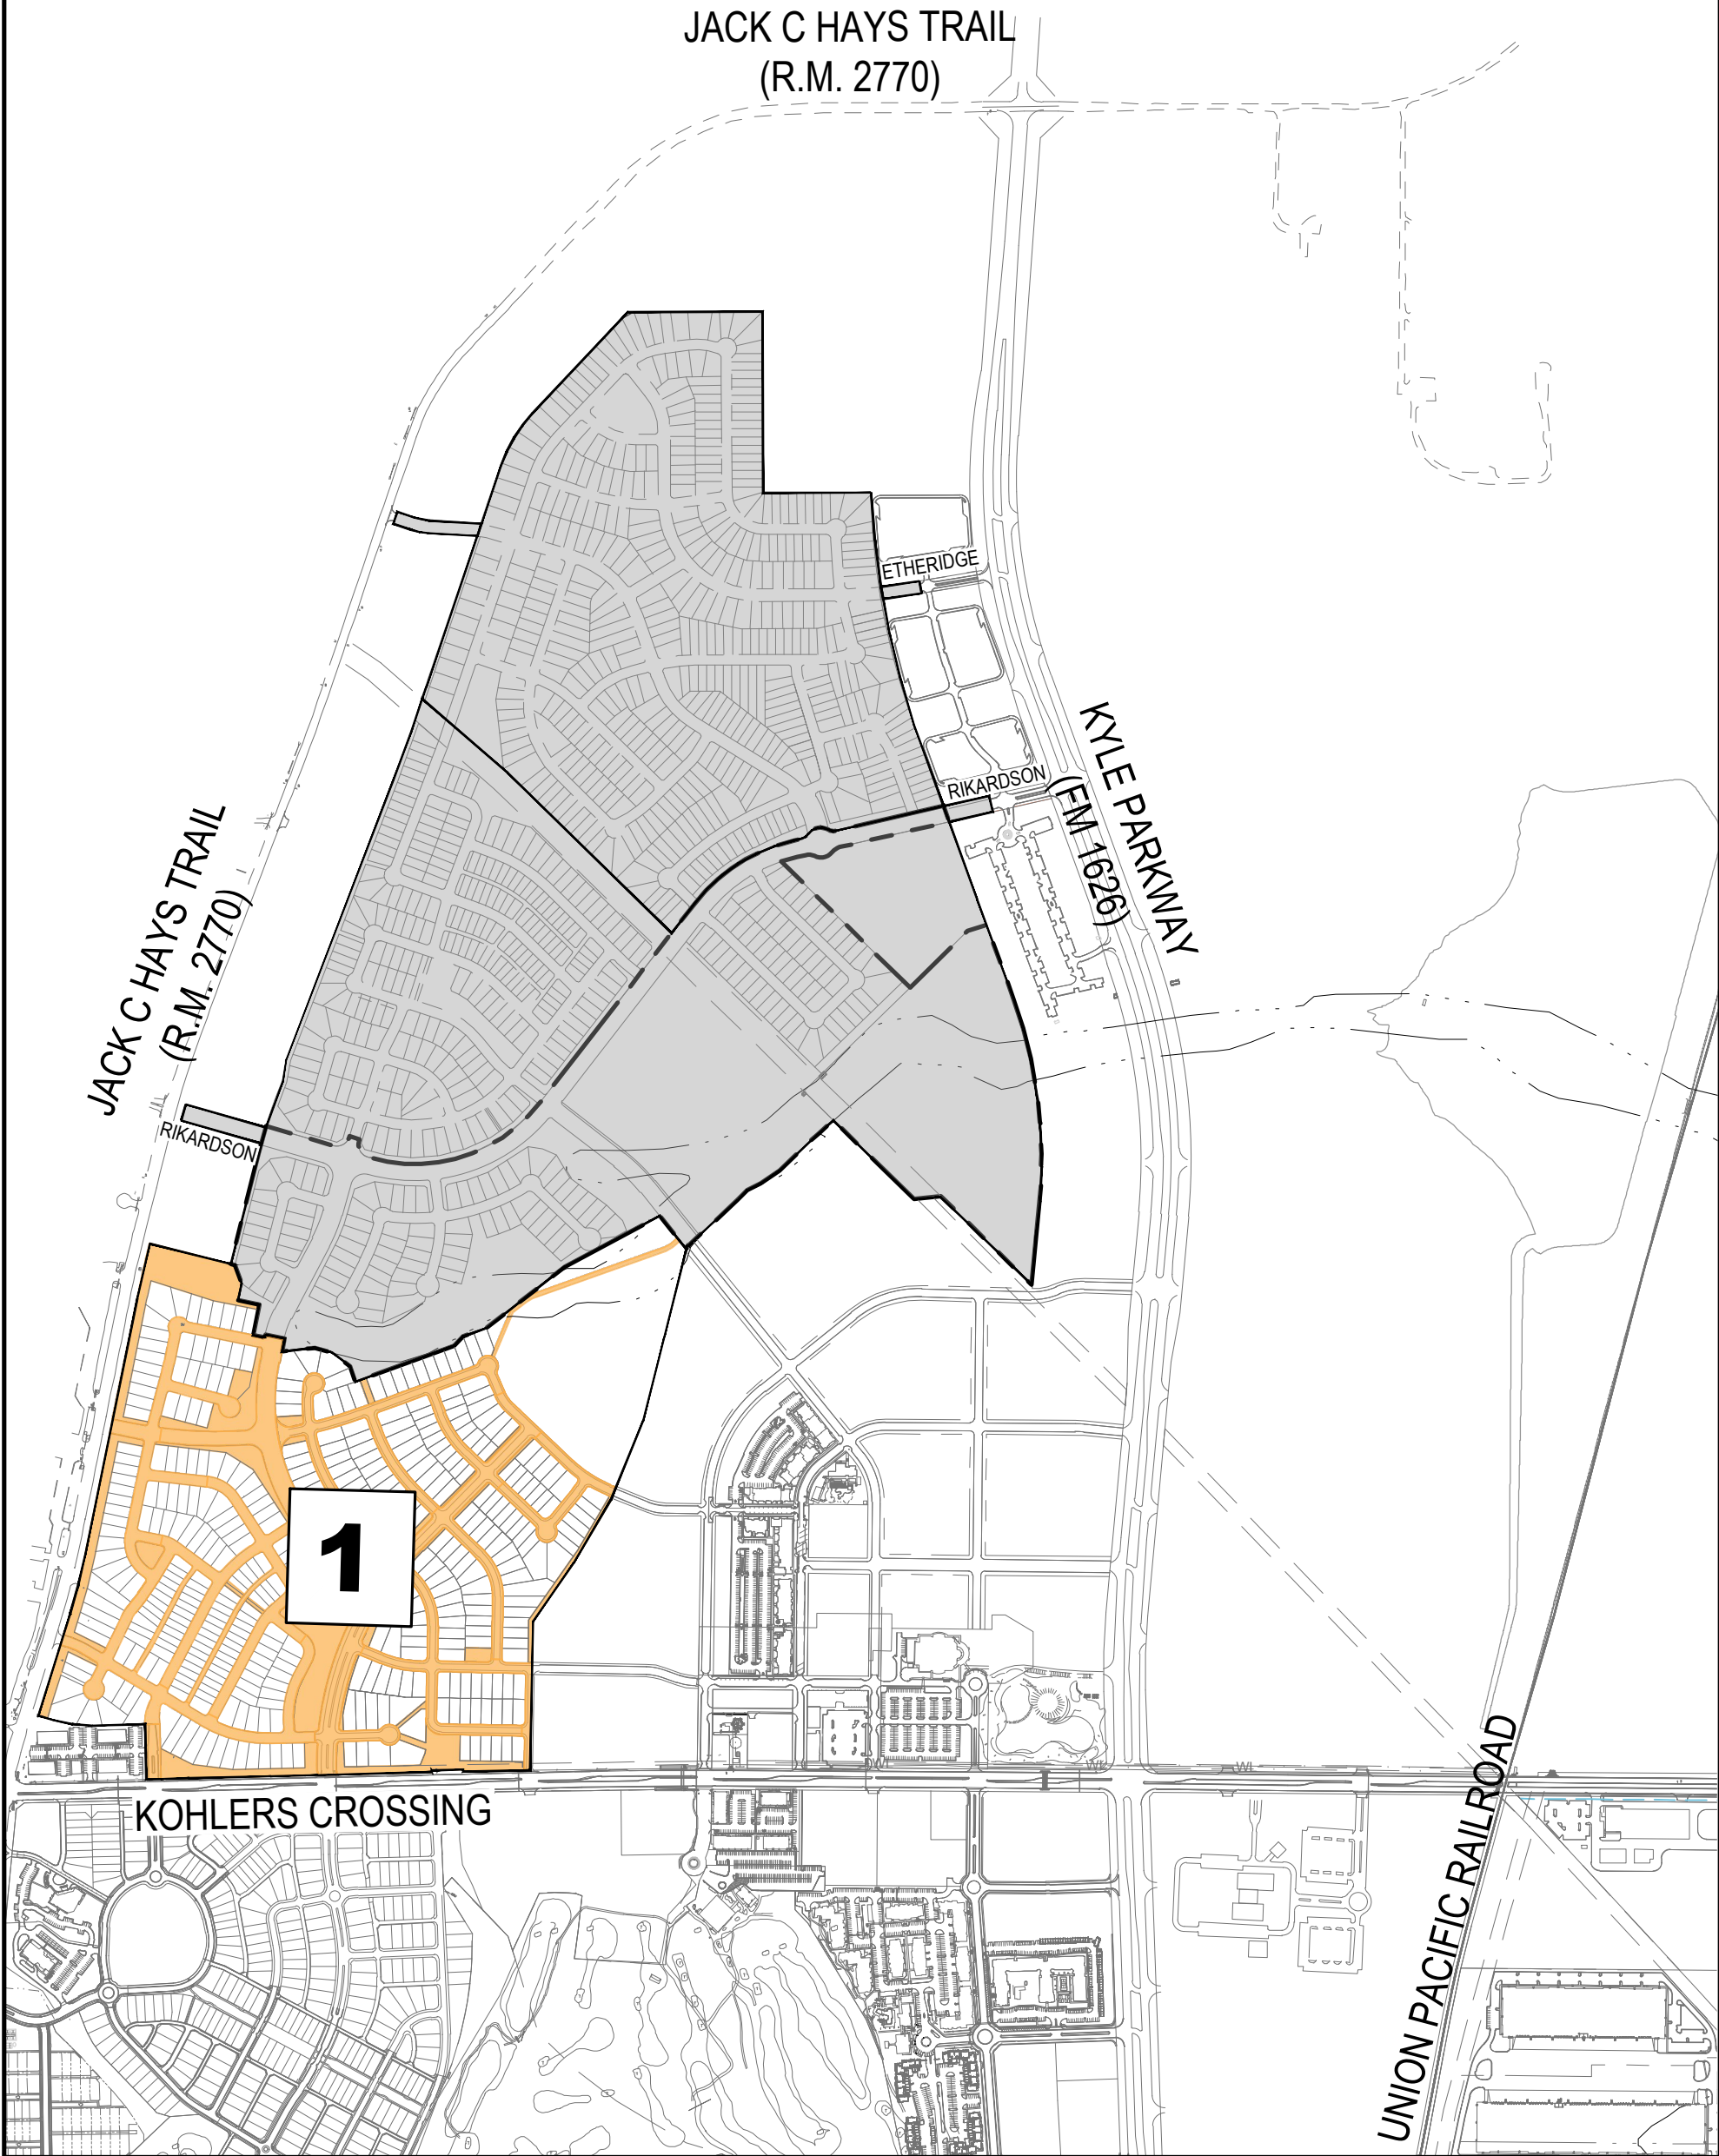 JACK C HAYS TRAIL
(R.M. 2770)
ETHERIDGE
RIKARDSON
KYLE PARKWAY
(FM 1626)
JACK C HAYS TRAIL
(R.M. 2770)
RIKARDSON
1
KOHLERS CROSSING
UNION PACIFIC RAILROAD